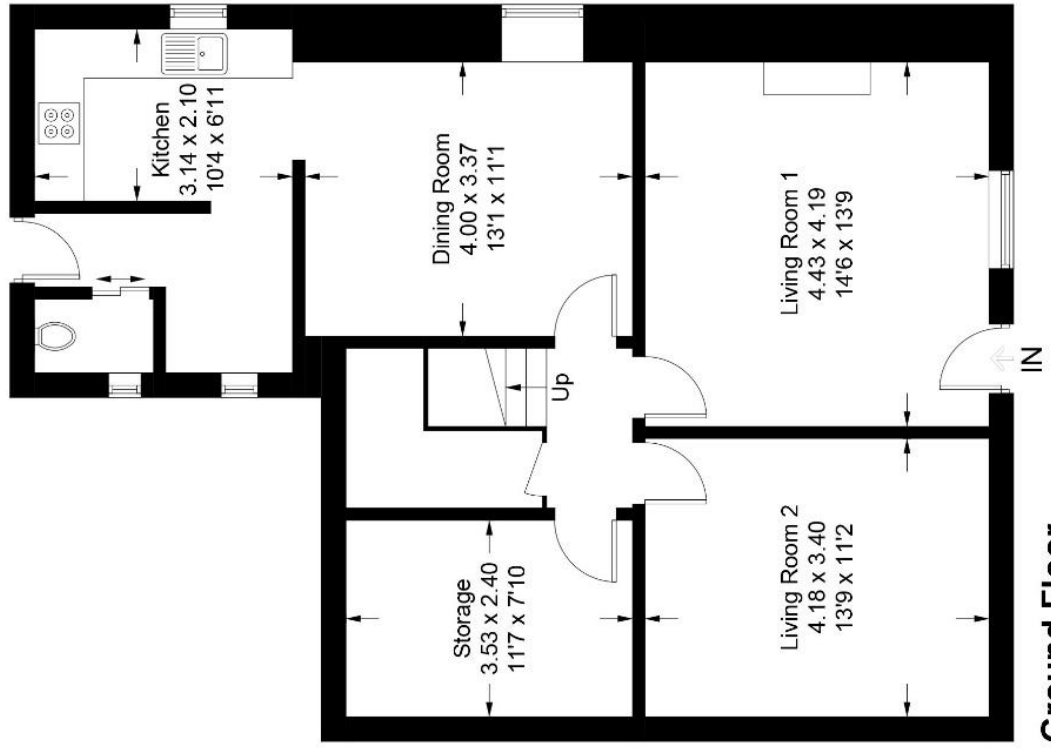 Kitchen
3.14 x 2.10
10'4 x 6'11
Dining Room
4.00 x 3.37
13'1 x 11'1
Living Room 1
4.43 x 4.19
14'6 x 13'9
Up
IN
Storage
3.53 x 2.40
11'7 x 7'10
Living Room 2
4.18 x 3.40
13'9 x 11'2
Ground Floor